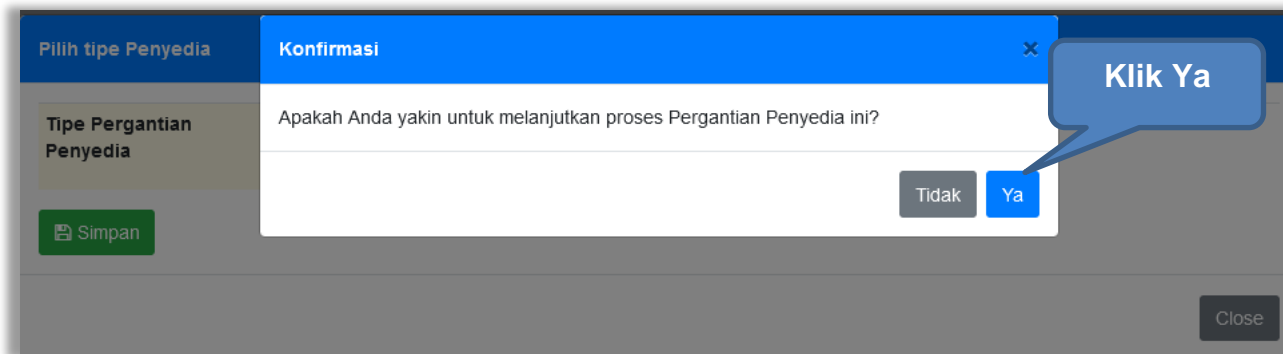 Pilih tipe Penyedia
Konfirmasi
×
Klik Ya
Tipe Pergantian
Penyedia
Apakah Anda yakin untuk melanjutkan proses Pergantian Penyedia ini?
Tidak
Ya
Simpan
Close